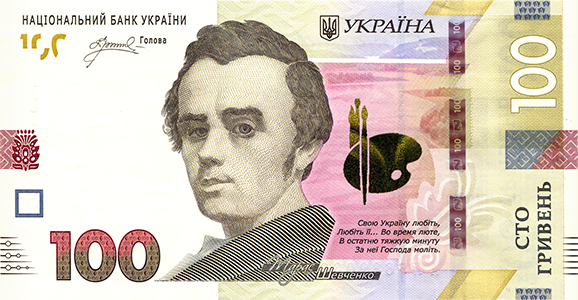 НАЦІОНАЛЬНИЙ БАНК УКРАЇНИ
Голова
УКРАЇНА
100
Свою Україну любіть,
Любіть її... Во время люте,
В остатню тяжкую минуту
За неї Господа моліть.
Тарас
Шевченко
100
СТО
ГРИВЕНЬ